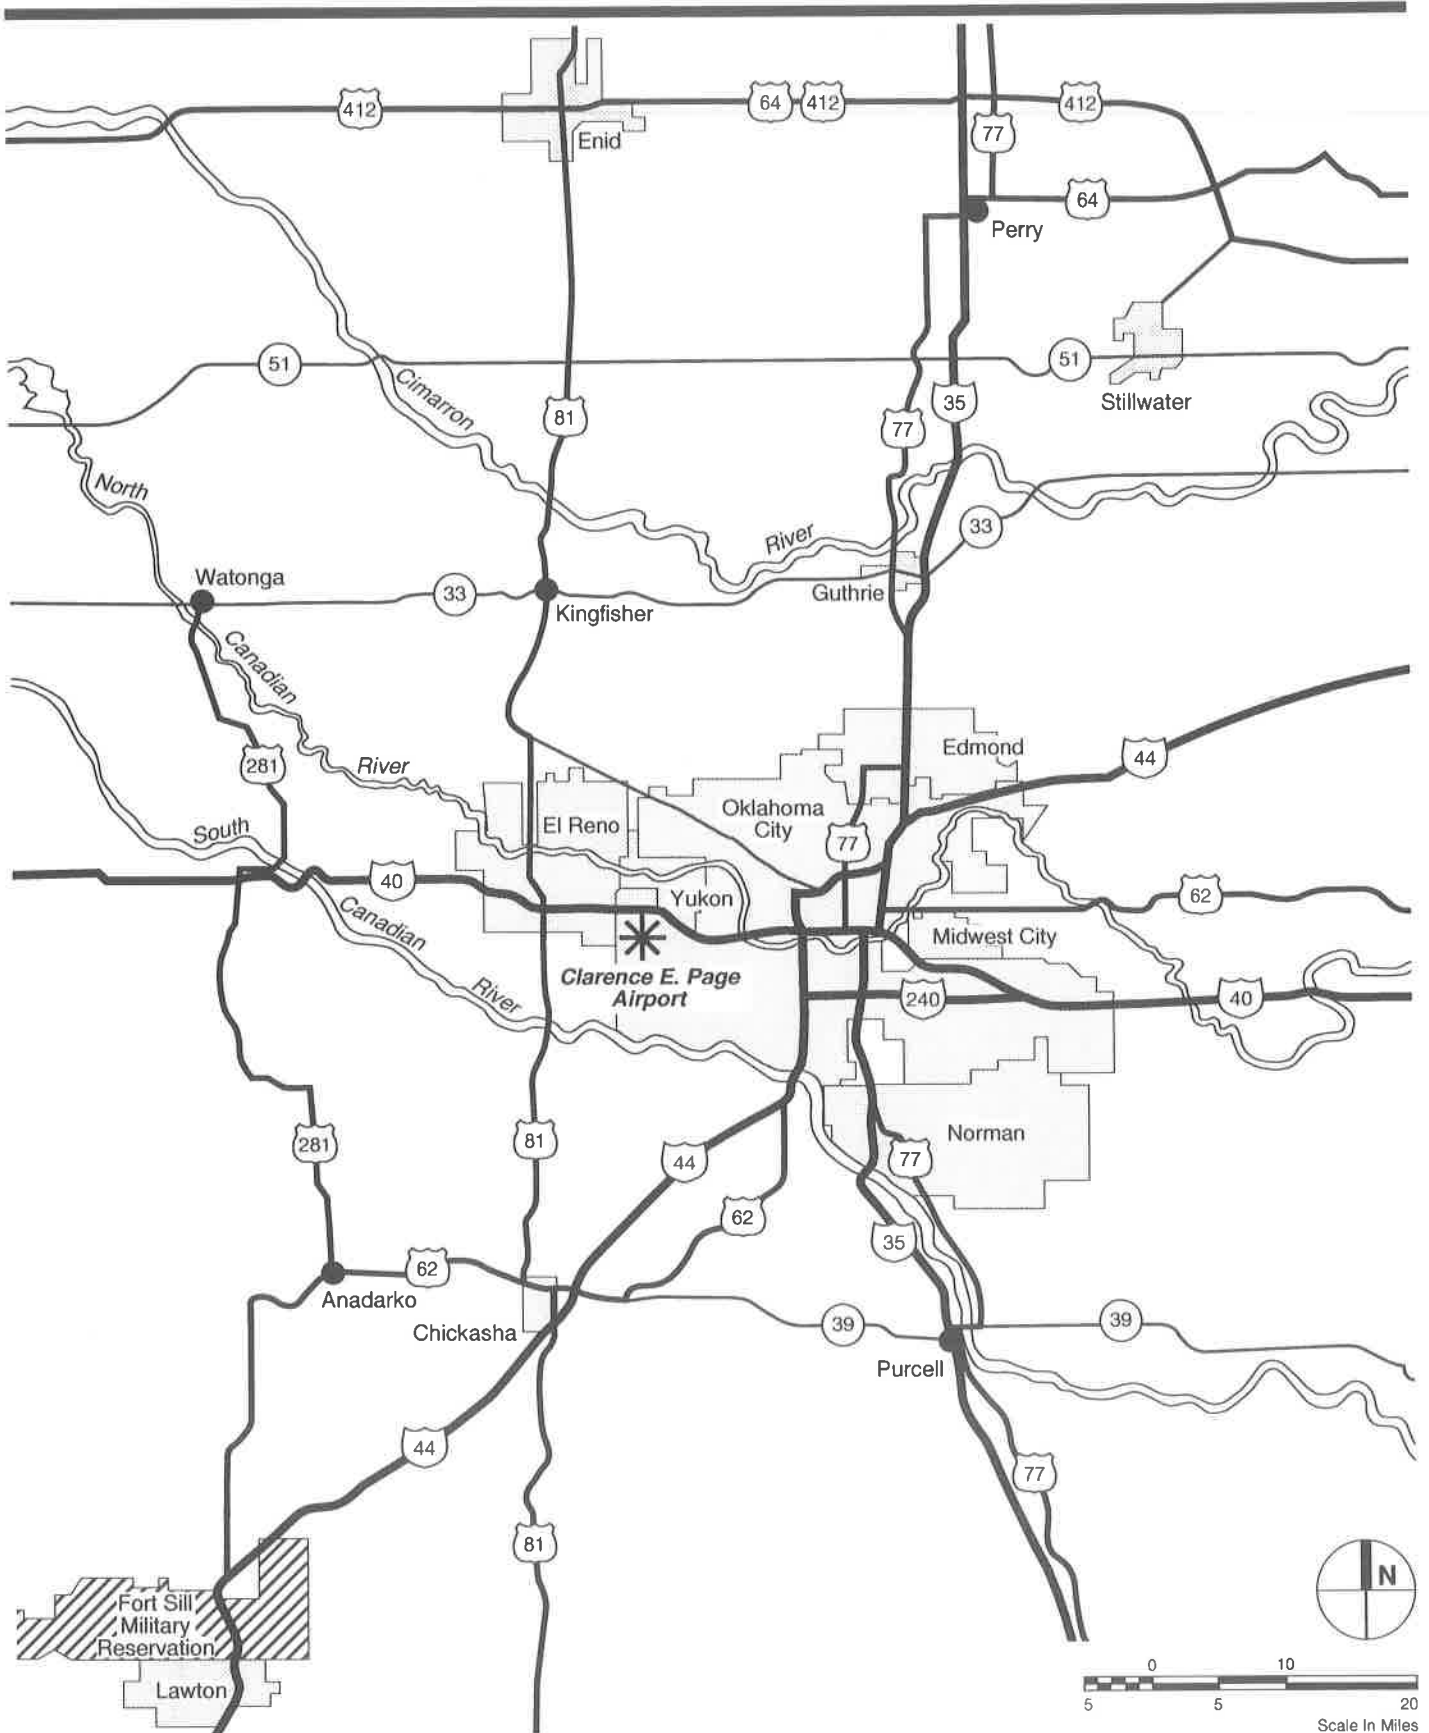 412
64
412
412
77
Enid
64
Perry
51
51
Cimarron
35
Stillwater
81
77
North
33
River
Watonga
33
Guthrie
Kingfisher
Canadian
Edmond
44
281
River
Oklahoma
City
South
El Reno
77
40
Yukon
62
Canadian
Midwest City
Clarence E. Page
Airport
River
240
40
Norman
281
81
77
44
62
35
62
Anadarko
39
39
Chickasha
Purcell
44
77
81
N
Fort Sill
Military
Reservation
Lawton
0 10
5 5 20
Scale In Miles